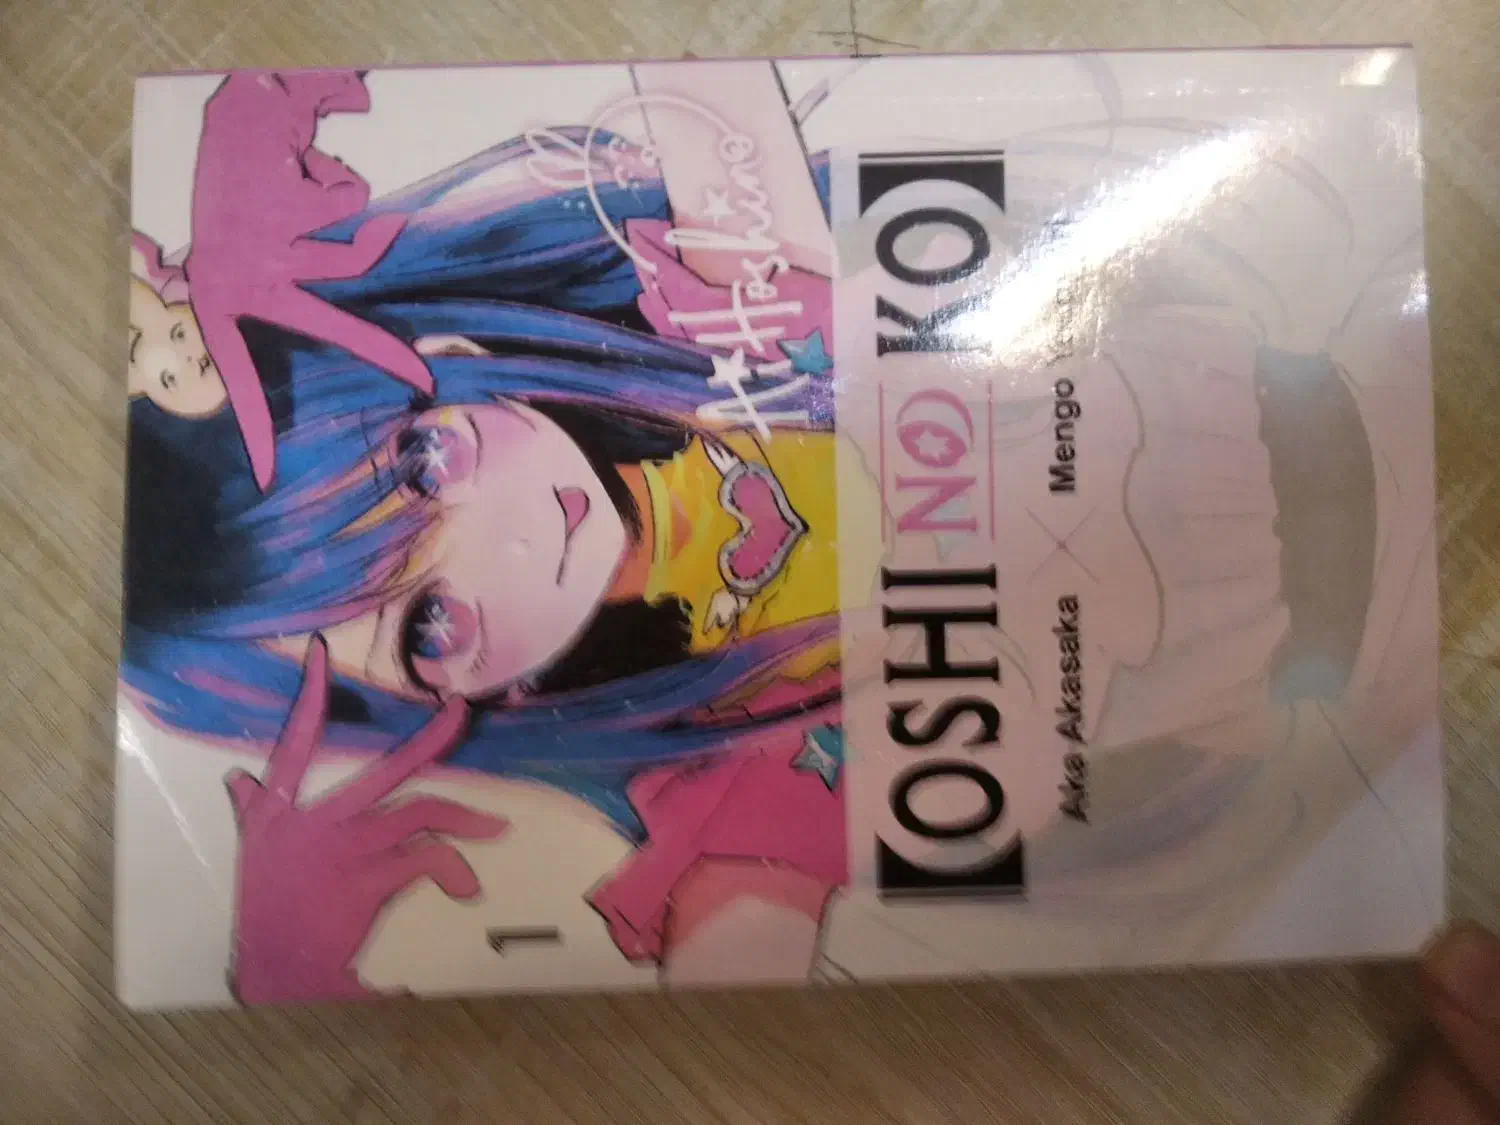 Ai Hoshino
1
【OSHI NO KO】
Aka Akasaka × Mengo